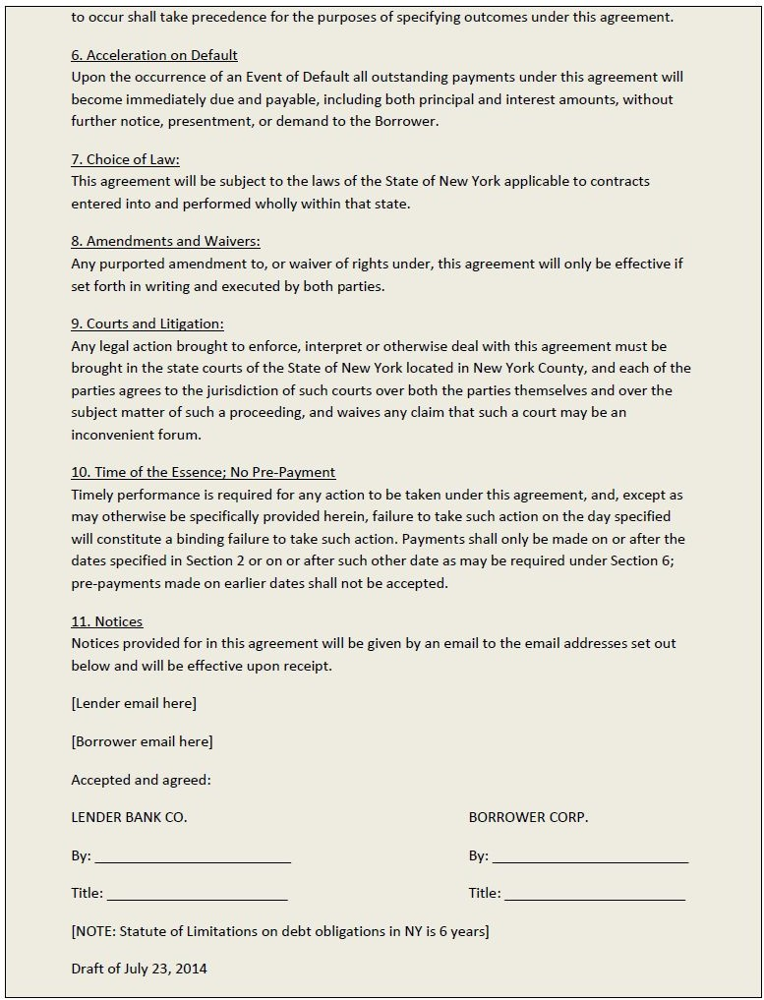 to occur shall take precedence for the purposes of specifying outcomes under this agreement.
6. Acceleration on Default
Upon the occurrence of an Event of Default all outstanding payments under this agreement will
become immediately due and payable, including both principal and interest amounts, without
further notice, presentment, or demand to the Borrower.
7. Choice of Law:
This agreement will be subject to the laws of the State of New York applicable to contracts
entered into and performed wholly within that state.
8. Amendments and Waivers:
Any purported amendment to, or waiver of rights under, this agreement will only be effective if
set forth in writing and executed by both parties.
9. Courts and Litigation:
Any legal action brought to enforce, interpret or otherwise deal with this agreement must be
brought in the state courts of the State of New York located in New York County, and each of the
parties agrees to the jurisdiction of such courts over both the parties themselves and over the
subject matter of such a proceeding, and waives any claim that such a court may be an
inconvenient forum.
10. Time of the Essence; No Pre-Payment
Timely performance is required for any action to be taken under this agreement, and, except as
may otherwise be specifically provided herein, failure to take such action on the day specified
will constitute a binding failure to take such action. Payments shall only be made on or after the
dates specified in Section 2 or on or after such other date as may be required under Section 6;
pre-payments made on earlier dates shall not be accepted.
11. Notices
Notices provided for in this agreement will be given by an email to the email addresses set out
below and will be effective upon receipt.
[Lender email here]
[Borrower email here]
Accepted and agreed:
LENDER BANK CO. BORROWER CORP.
By: ________________________ By: ________________________
Title: ______________________ Title: ______________________
[NOTE: Statute of Limitations on debt obligations in NY is 6 years]
Draft of July 23, 2014